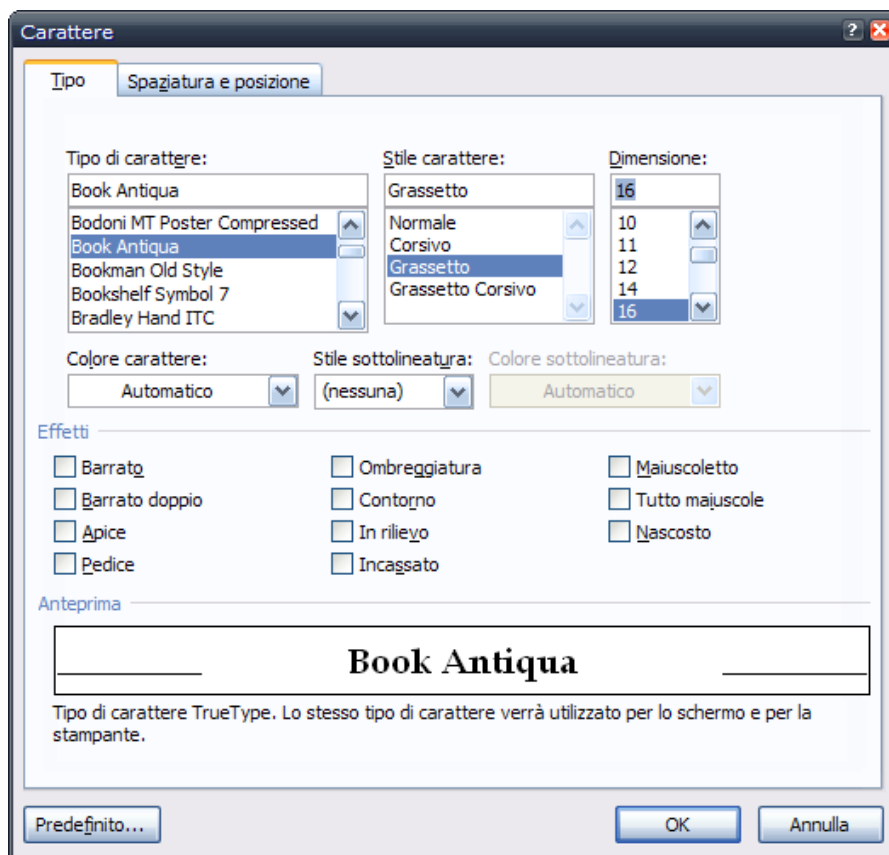 Carattere
Tipo Spaziatura e posizione
Tipo di carattere: Stile carattere: Dimensione:
Book Antiqua Grassetto 16
Bodoni MT Poster Compressed Normale 10
Book Antiqua Corsivo 11
Bookman Old Style Grassetto 12
Bookshelf Symbol 7 Grassetto Corsivo 14
Bradley Hand ITC 16
Colore carattere: Stile sottolineatura: Colore sottolineatura:
Automatico (nessuna) Automatico
Effetti
Barrato Ombreggiatura Maiuscoletto
Barrato doppio Contorno Tutto maiuscole
Apice In rilievo Nascosto
Pedice Incassato
Anteprima
Book Antiqua
Tipo di carattere TrueType. Lo stesso tipo di carattere verrà utilizzato per lo schermo e per la
stampante.
Predefinito... OK Annulla